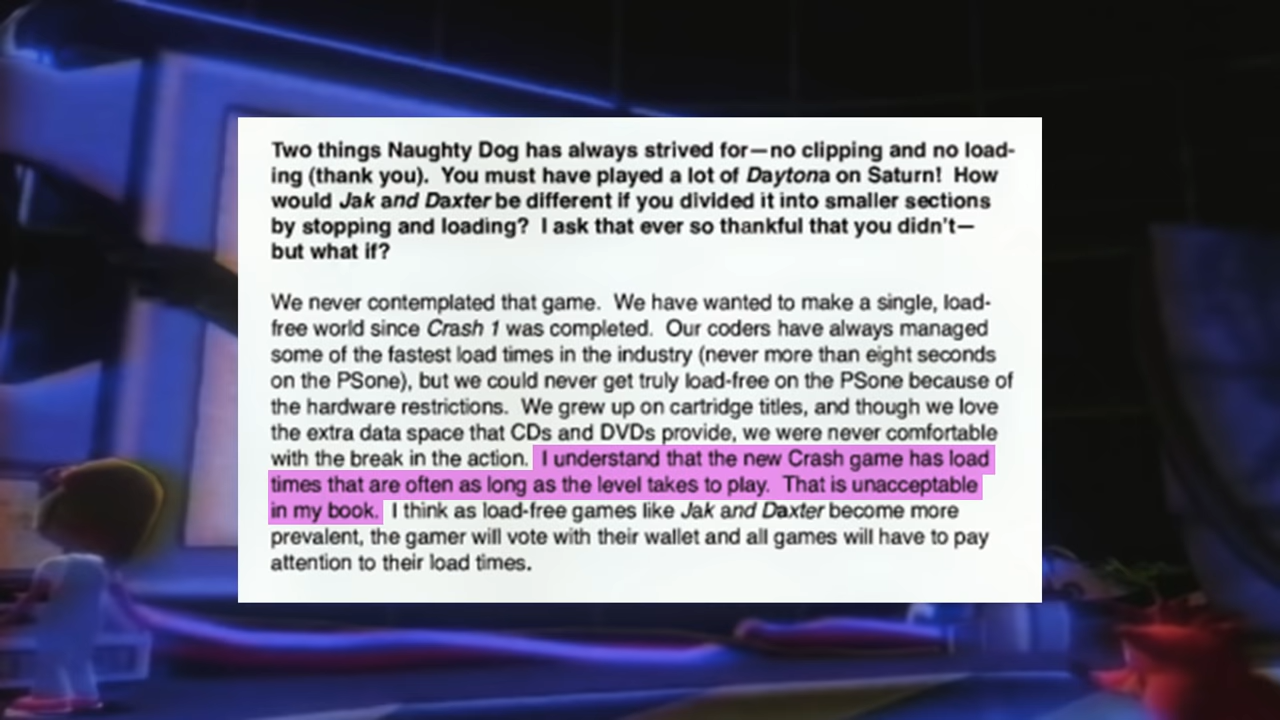 Two things Naughty Dog has always strived for—no clipping and no load-
ing (thank you). You must have played a lot of Daytona on Saturn! How
would Jak and Daxter be different if you divided it into smaller sections
by stopping and loading? I ask that ever so thankful that you didn't—
but what if?
We never contemplated that game. We have wanted to make a single, load-
free world since Crash 1 was completed. Our coders have always managed
some of the fastest load times in the industry (never more than eight seconds
on the PSone), but we could never get truly load-free on the PSone because of
the hardware restrictions. We grew up on cartridge titles, and though we love
the extra data space that CDs and DVDs provide, we were never comfortable
with the break in the action. I understand that the new Crash game has load
times that are often as long as the level takes to play. That is unacceptable
in my book. I think as load-free games like Jak and Daxter become more
prevalent, the gamer will vote with their wallet and all games will have to pay
attention to their load times.